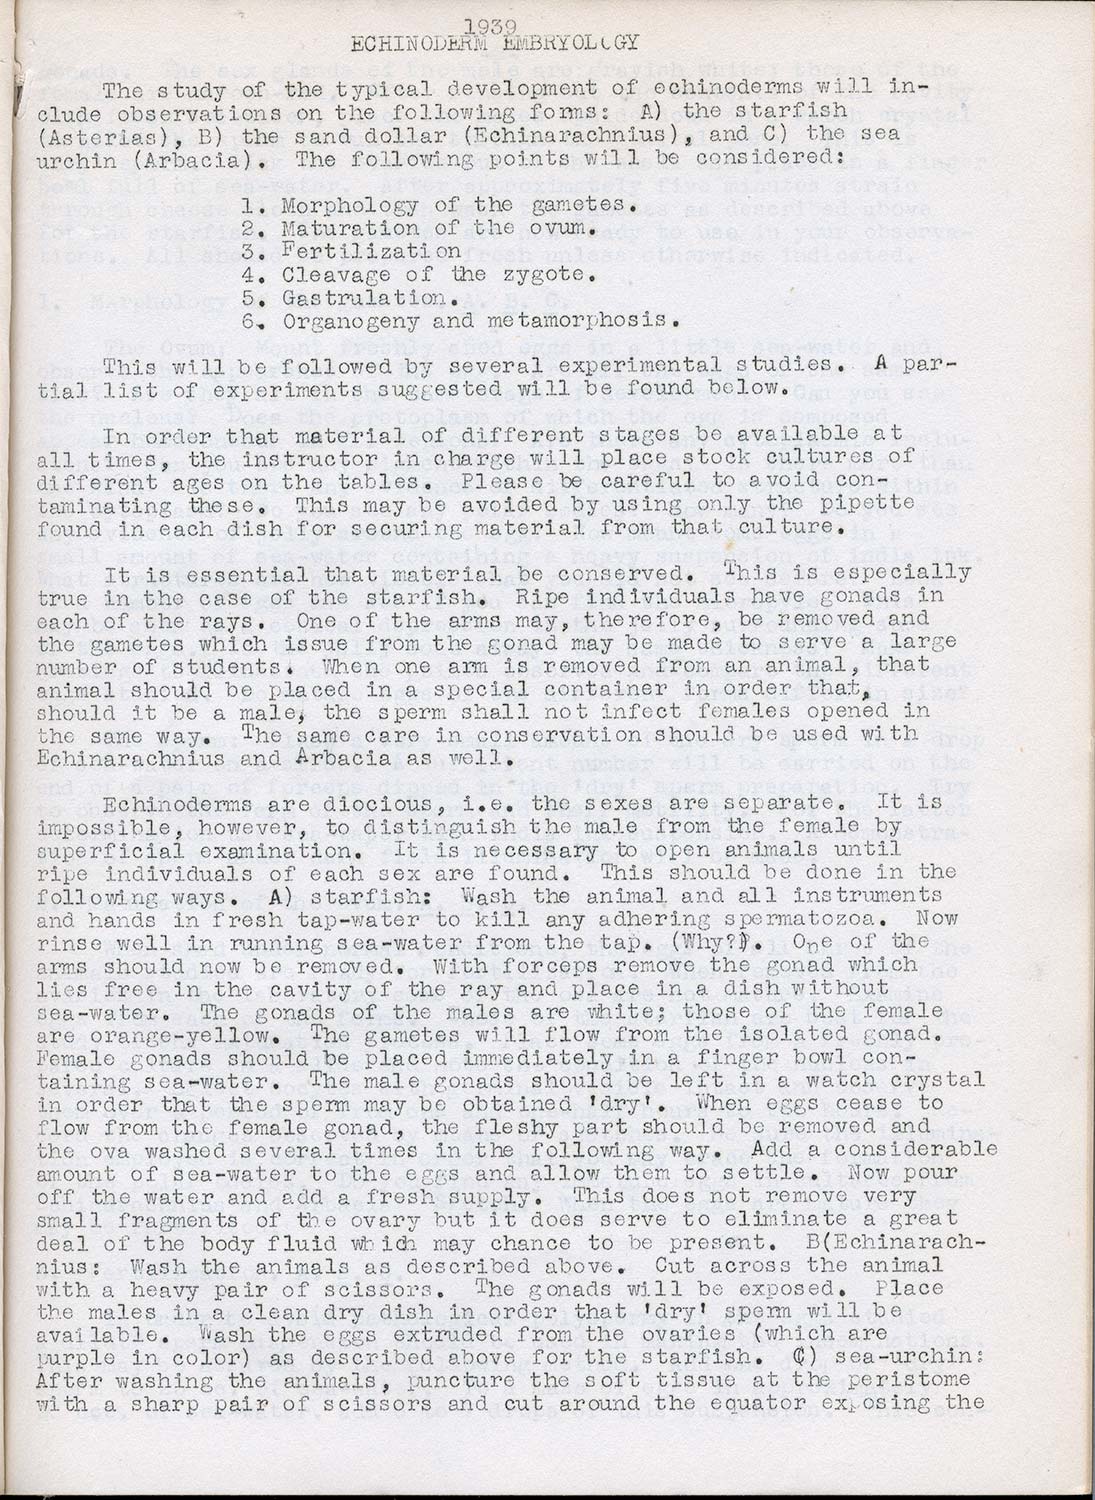 1939
ECHINODERM EMBRYOLOGY
The study of the typical development of echinoderms will in-
clude observations on the following forms: A) the starfish
(Asterias), B) the sand dollar (Echinarachnius), and C) the sea
urchin (Arbacia). The following points will be considered:
1. Morphology of the gametes.
2. Maturation of the ovum.
3. Fertilization
4. Cleavage of the zygote.
5. Gastrulation.
6. Organogeny and metamorphosis.
This will be followed by several experimental studies. A par-
tial list of experiments suggested will be found below.
In order that material of different stages be available at
all times, the instructor in charge will place stock cultures of
different ages on the tables. Please be careful to avoid con-
taminating these. This may be avoided by using only the pipette
found in each dish for securing material from that culture.
It is essential that material be conserved. This is especially
true in the case of the starfish. Ripe individuals have gonads in
each of the rays. One of the arms may, therefore, be removed and
the gametes which issue from the gonad may be made to serve a large
number of students. When one arm is removed from an animal, that
animal should be placed in a special container in order that,
should it be a male, the sperm shall not infect females opened in
the same way. The same care in conservation should be used with
Echinarachnius and Arbacia as well.
Echinoderms are diocious, i.e. the sexes are separate. It is
impossible, however, to distinguish the male from the female by
superficial examination. It is necessary to open animals until
ripe individuals of each sex are found. This should be done in the
following ways. A) starfish: Wash the animal and all instruments
and hands in fresh tap-water to kill any adhering spermatozoa. Now
rinse well in running sea-water from the tap. (Why?). One of the
arms should now be removed. With forceps remove the gonad which
lies free in the cavity of the ray and place in a dish without
sea-water. The gonads of the males are white; those of the female
are orange-yellow. The gametes will flow from the isolated gonad.
Female gonads should be placed immediately in a finger bowl con-
taining sea-water. The male gonads should be left in a watch crystal
in order that the sperm may be obtained 'dry'. When eggs cease to
flow from the female gonad, the fleshy part should be removed and
the ova washed several times in the following way. Add a considerable
amount of sea-water to the eggs and allow them to settle. Now pour
off the water and add a fresh supply. This does not remove very
small fragments of the ovary but it does serve to eliminate a great
deal of the body fluid which may chance to be present. B(Echinarach-
nius: Wash the animals as described above. Cut across the animal
with a heavy pair of scissors. The gonads will be exposed. Place
the males in a clean dry dish in order that 'dry' sperm will be
available. Wash the eggs extruded from the ovaries (which are
purple in color) as described above for the starfish. C) sea-urchin:
After washing the animals, puncture the soft tissue at the peristome
with a sharp pair of scissors and cut around the equator exposing the